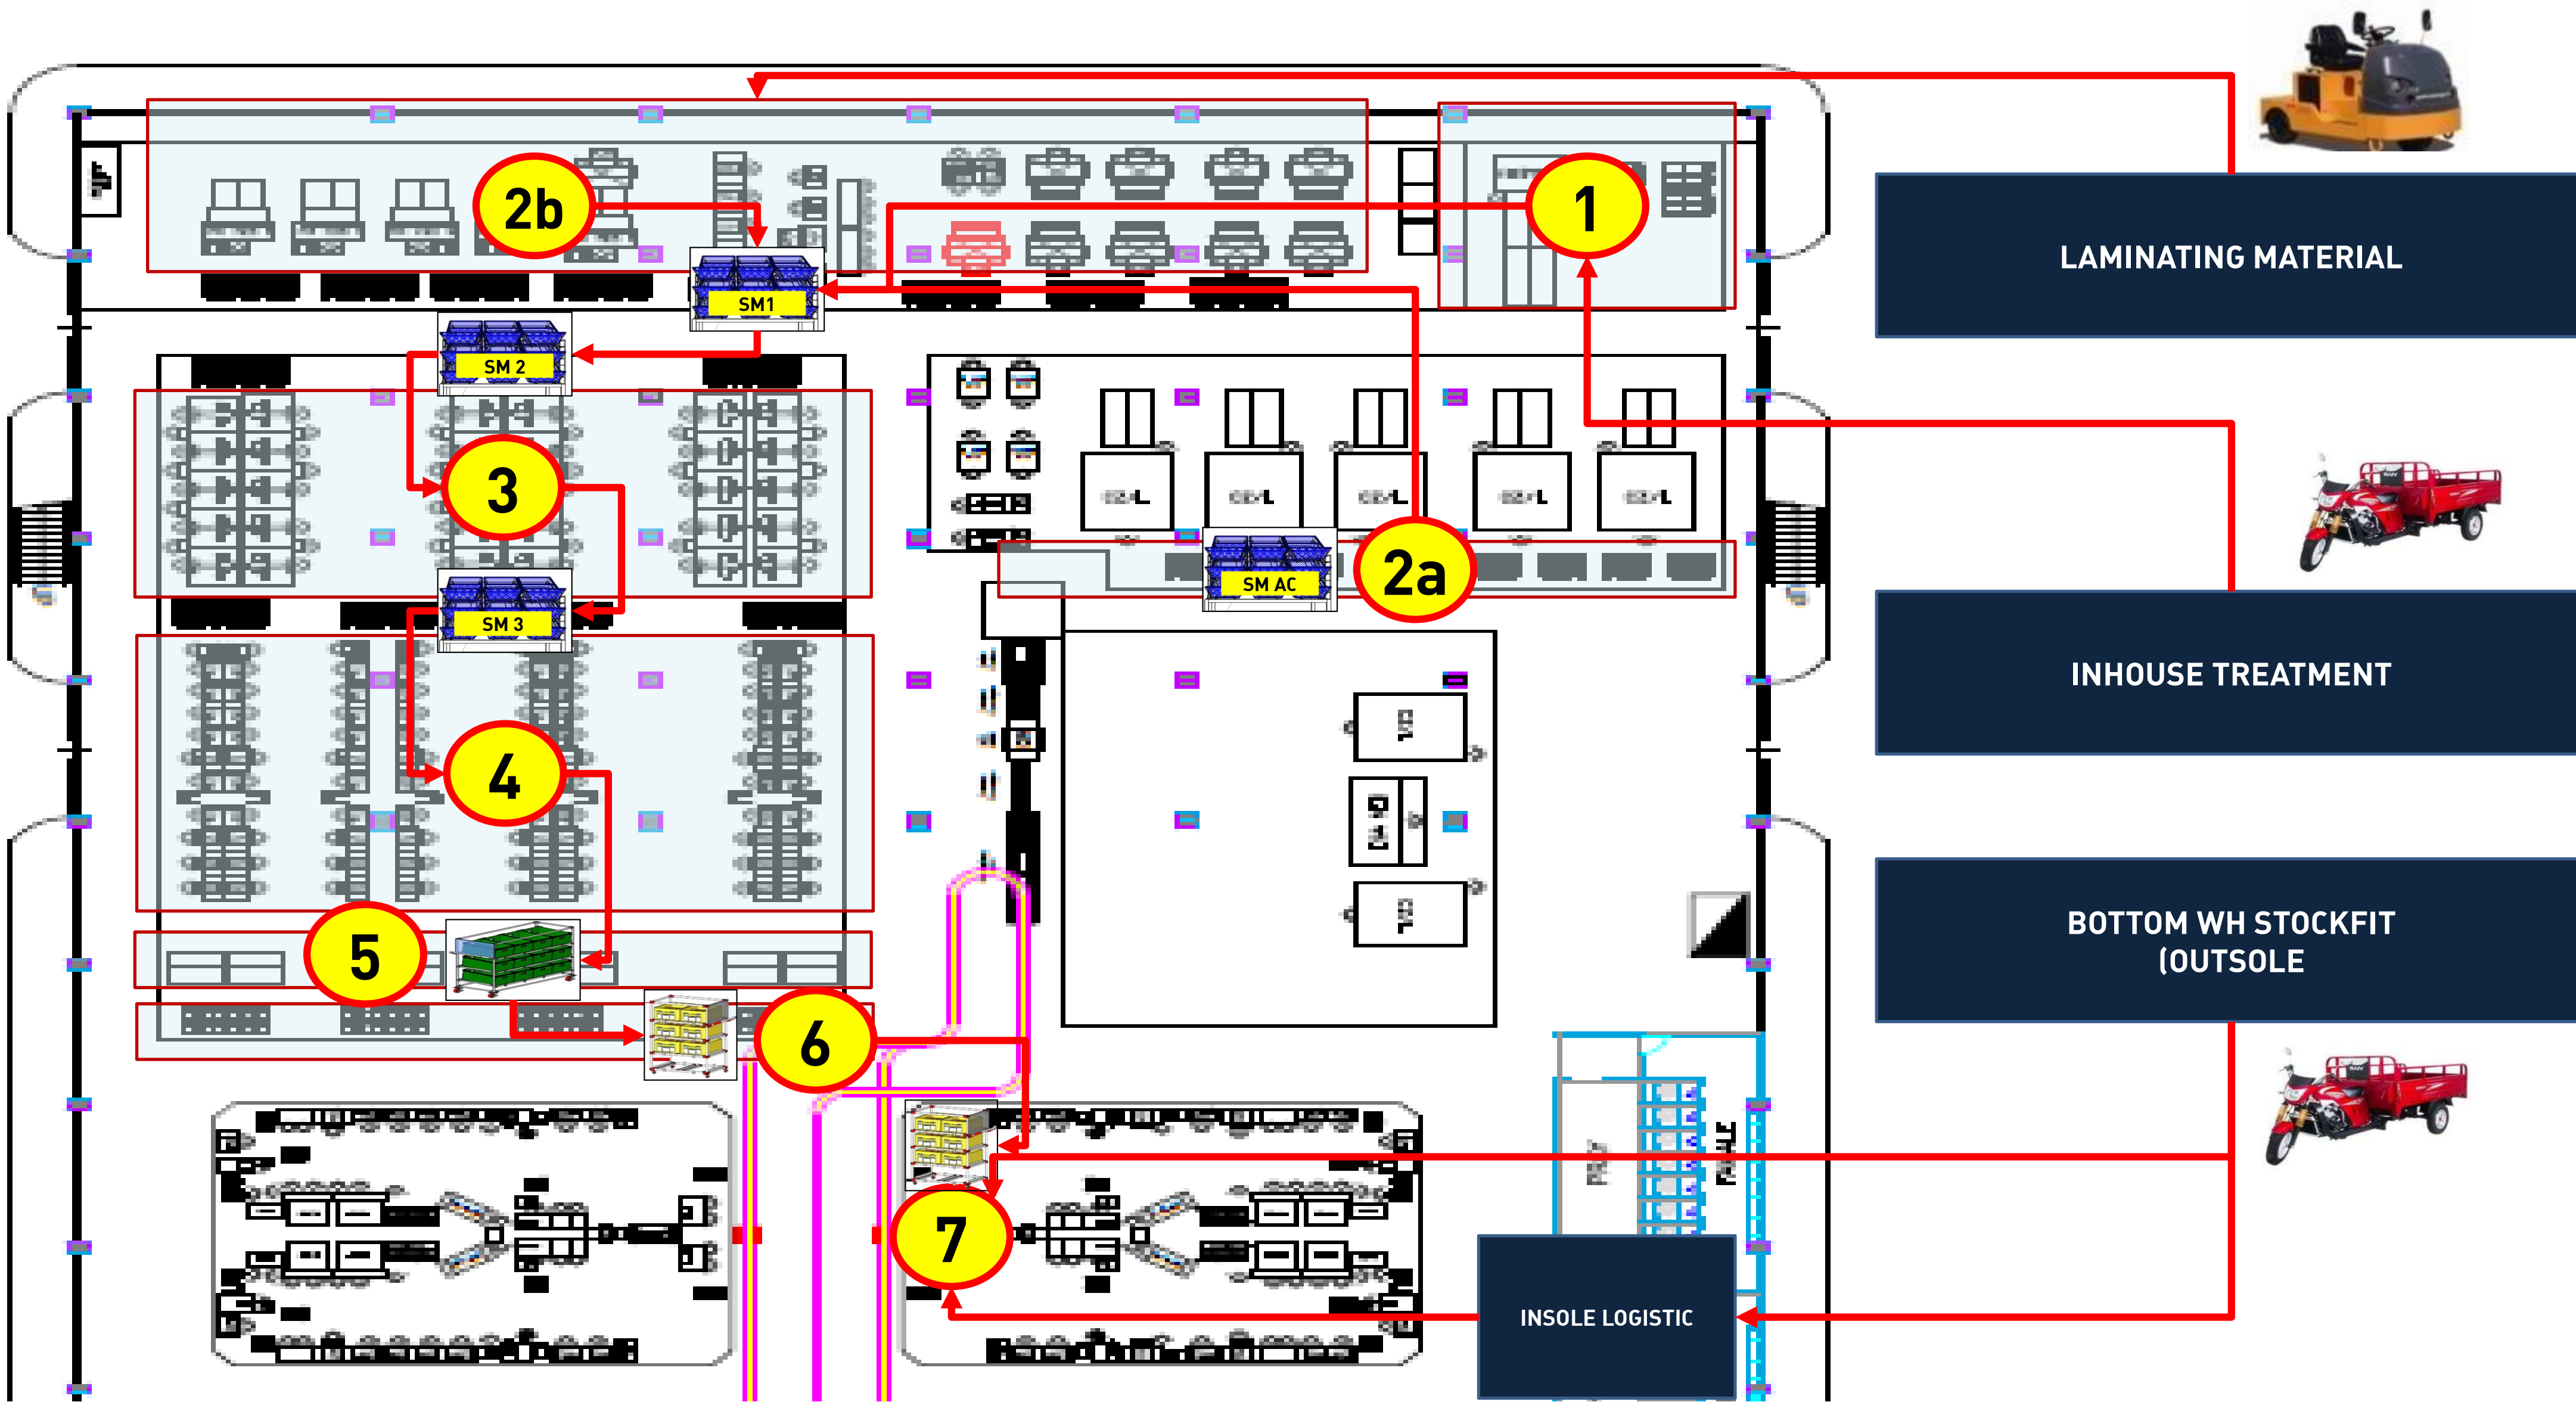 LAMINATING MATERIAL
2b
1
SM1
SM 2
3
SM AC
2a
SM 3
INHOUSE TREATMENT
4
BOTTOM WH STOCKFIT
(OUTSOLE
5
6
7
INSOLE LOGISTIC